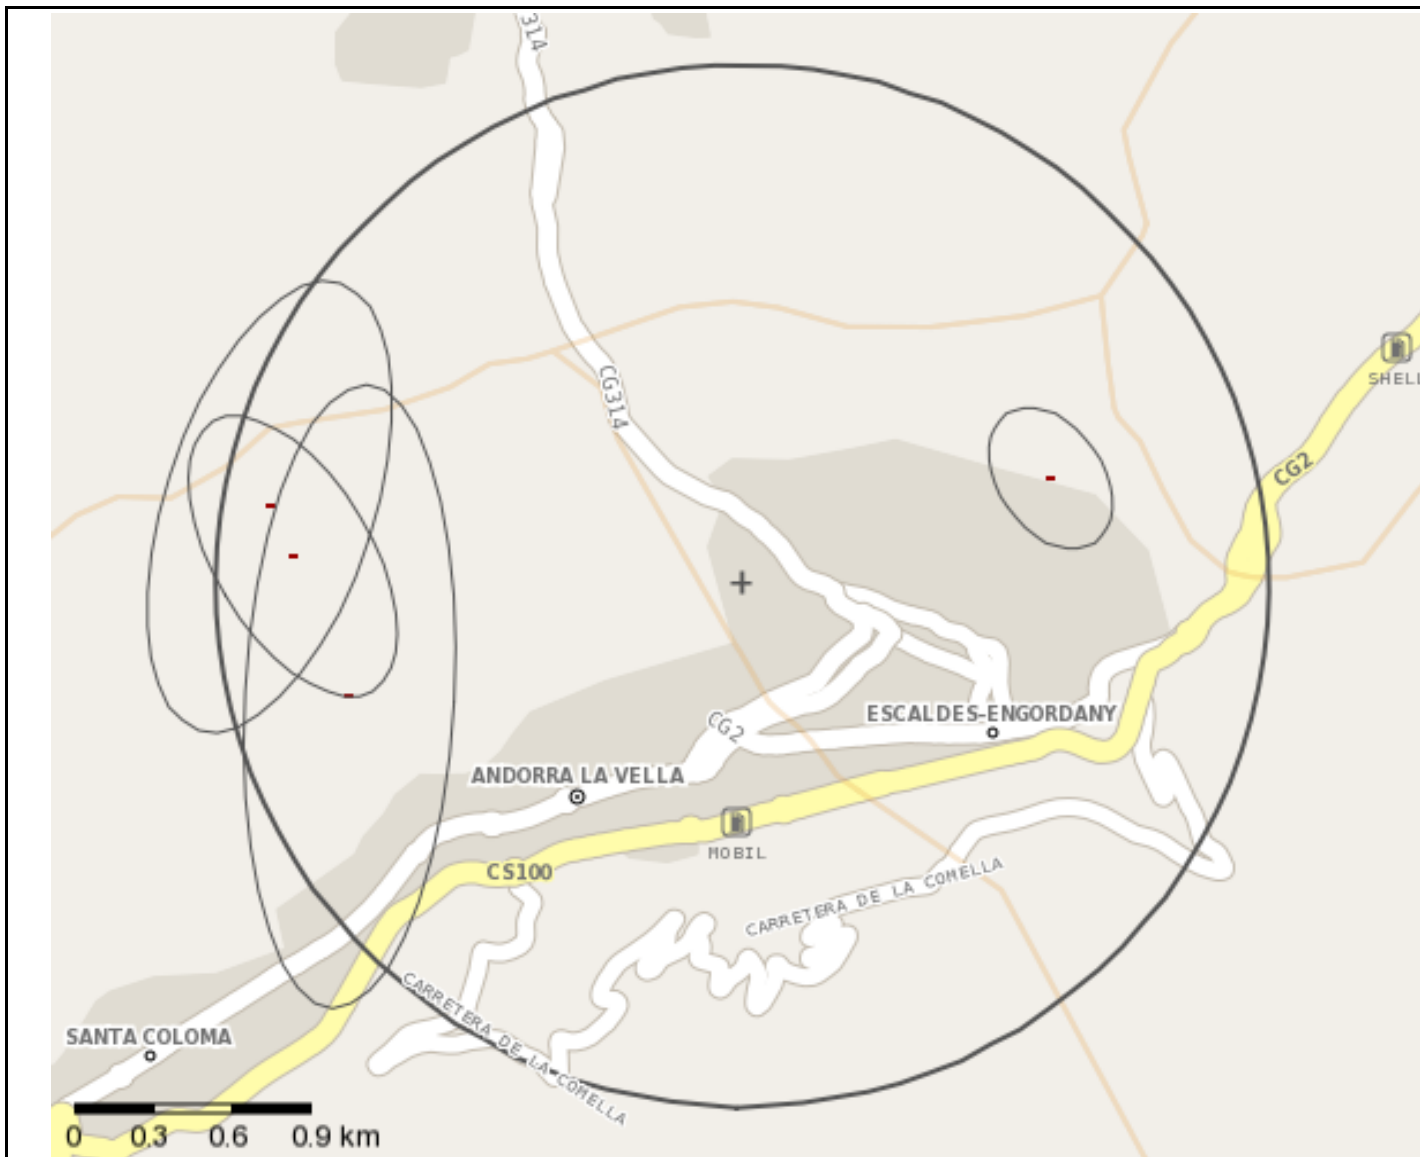 314
CG314
SHELL
CG2
ESCALDES-ENGORDANY
CG2
ANDORRA LA VELLA
MOBIL
CS100
CARRETERA DE LA COMELLA
CARRETERA DE LA COMELLA
SANTA COLOMA
0 0.3 0.6 0.9 km